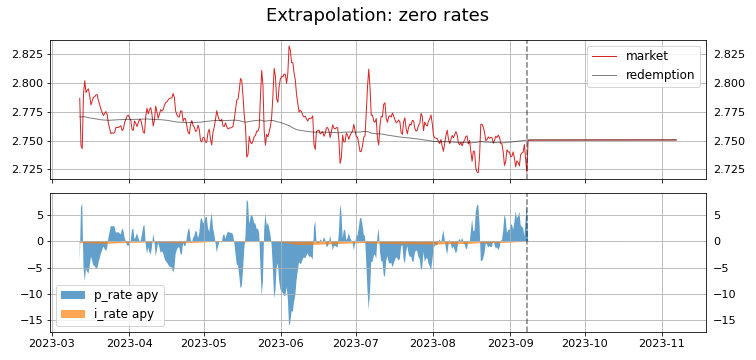 Extrapolation: zero rates
2.825 2.825
2.800 2.800
2.775 2.775
2.750 2.750
2.725 2.725
market
redemption
5 5
0 0
−5 −5
−10 −10
−15 −15
p_rate apy
i_rate apy
2023-03 2023-04 2023-05 2023-06 2023-07 2023-08 2023-09 2023-10 2023-11